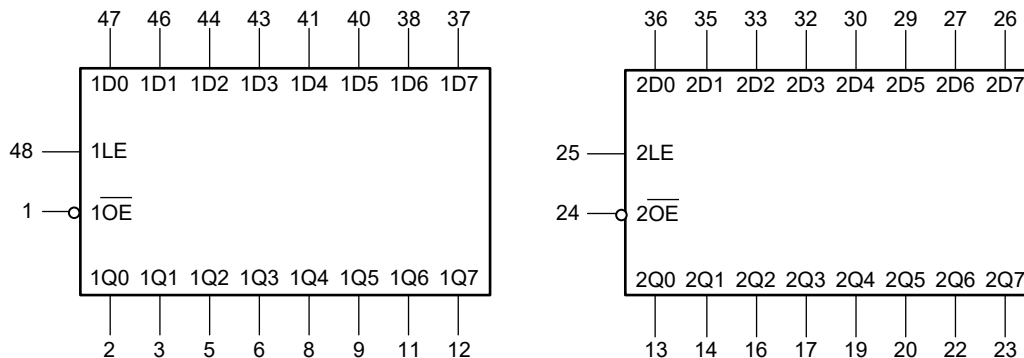 47 46 44 43 41 40 38 37
1D0 1D1 1D2 1D3 1D4 1D5 1D6 1D7
48 1LE
1 1O̅E̅
1Q0 1Q1 1Q2 1Q3 1Q4 1Q5 1Q6 1Q7
2 3 5 6 8 9 11 12
36 35 33 32 30 29 27 26
2D0 2D1 2D2 2D3 2D4 2D5 2D6 2D7
25 2LE
24 2O̅E̅
2Q0 2Q1 2Q2 2Q3 2Q4 2Q5 2Q6 2Q7
13 14 16 17 19 20 22 23